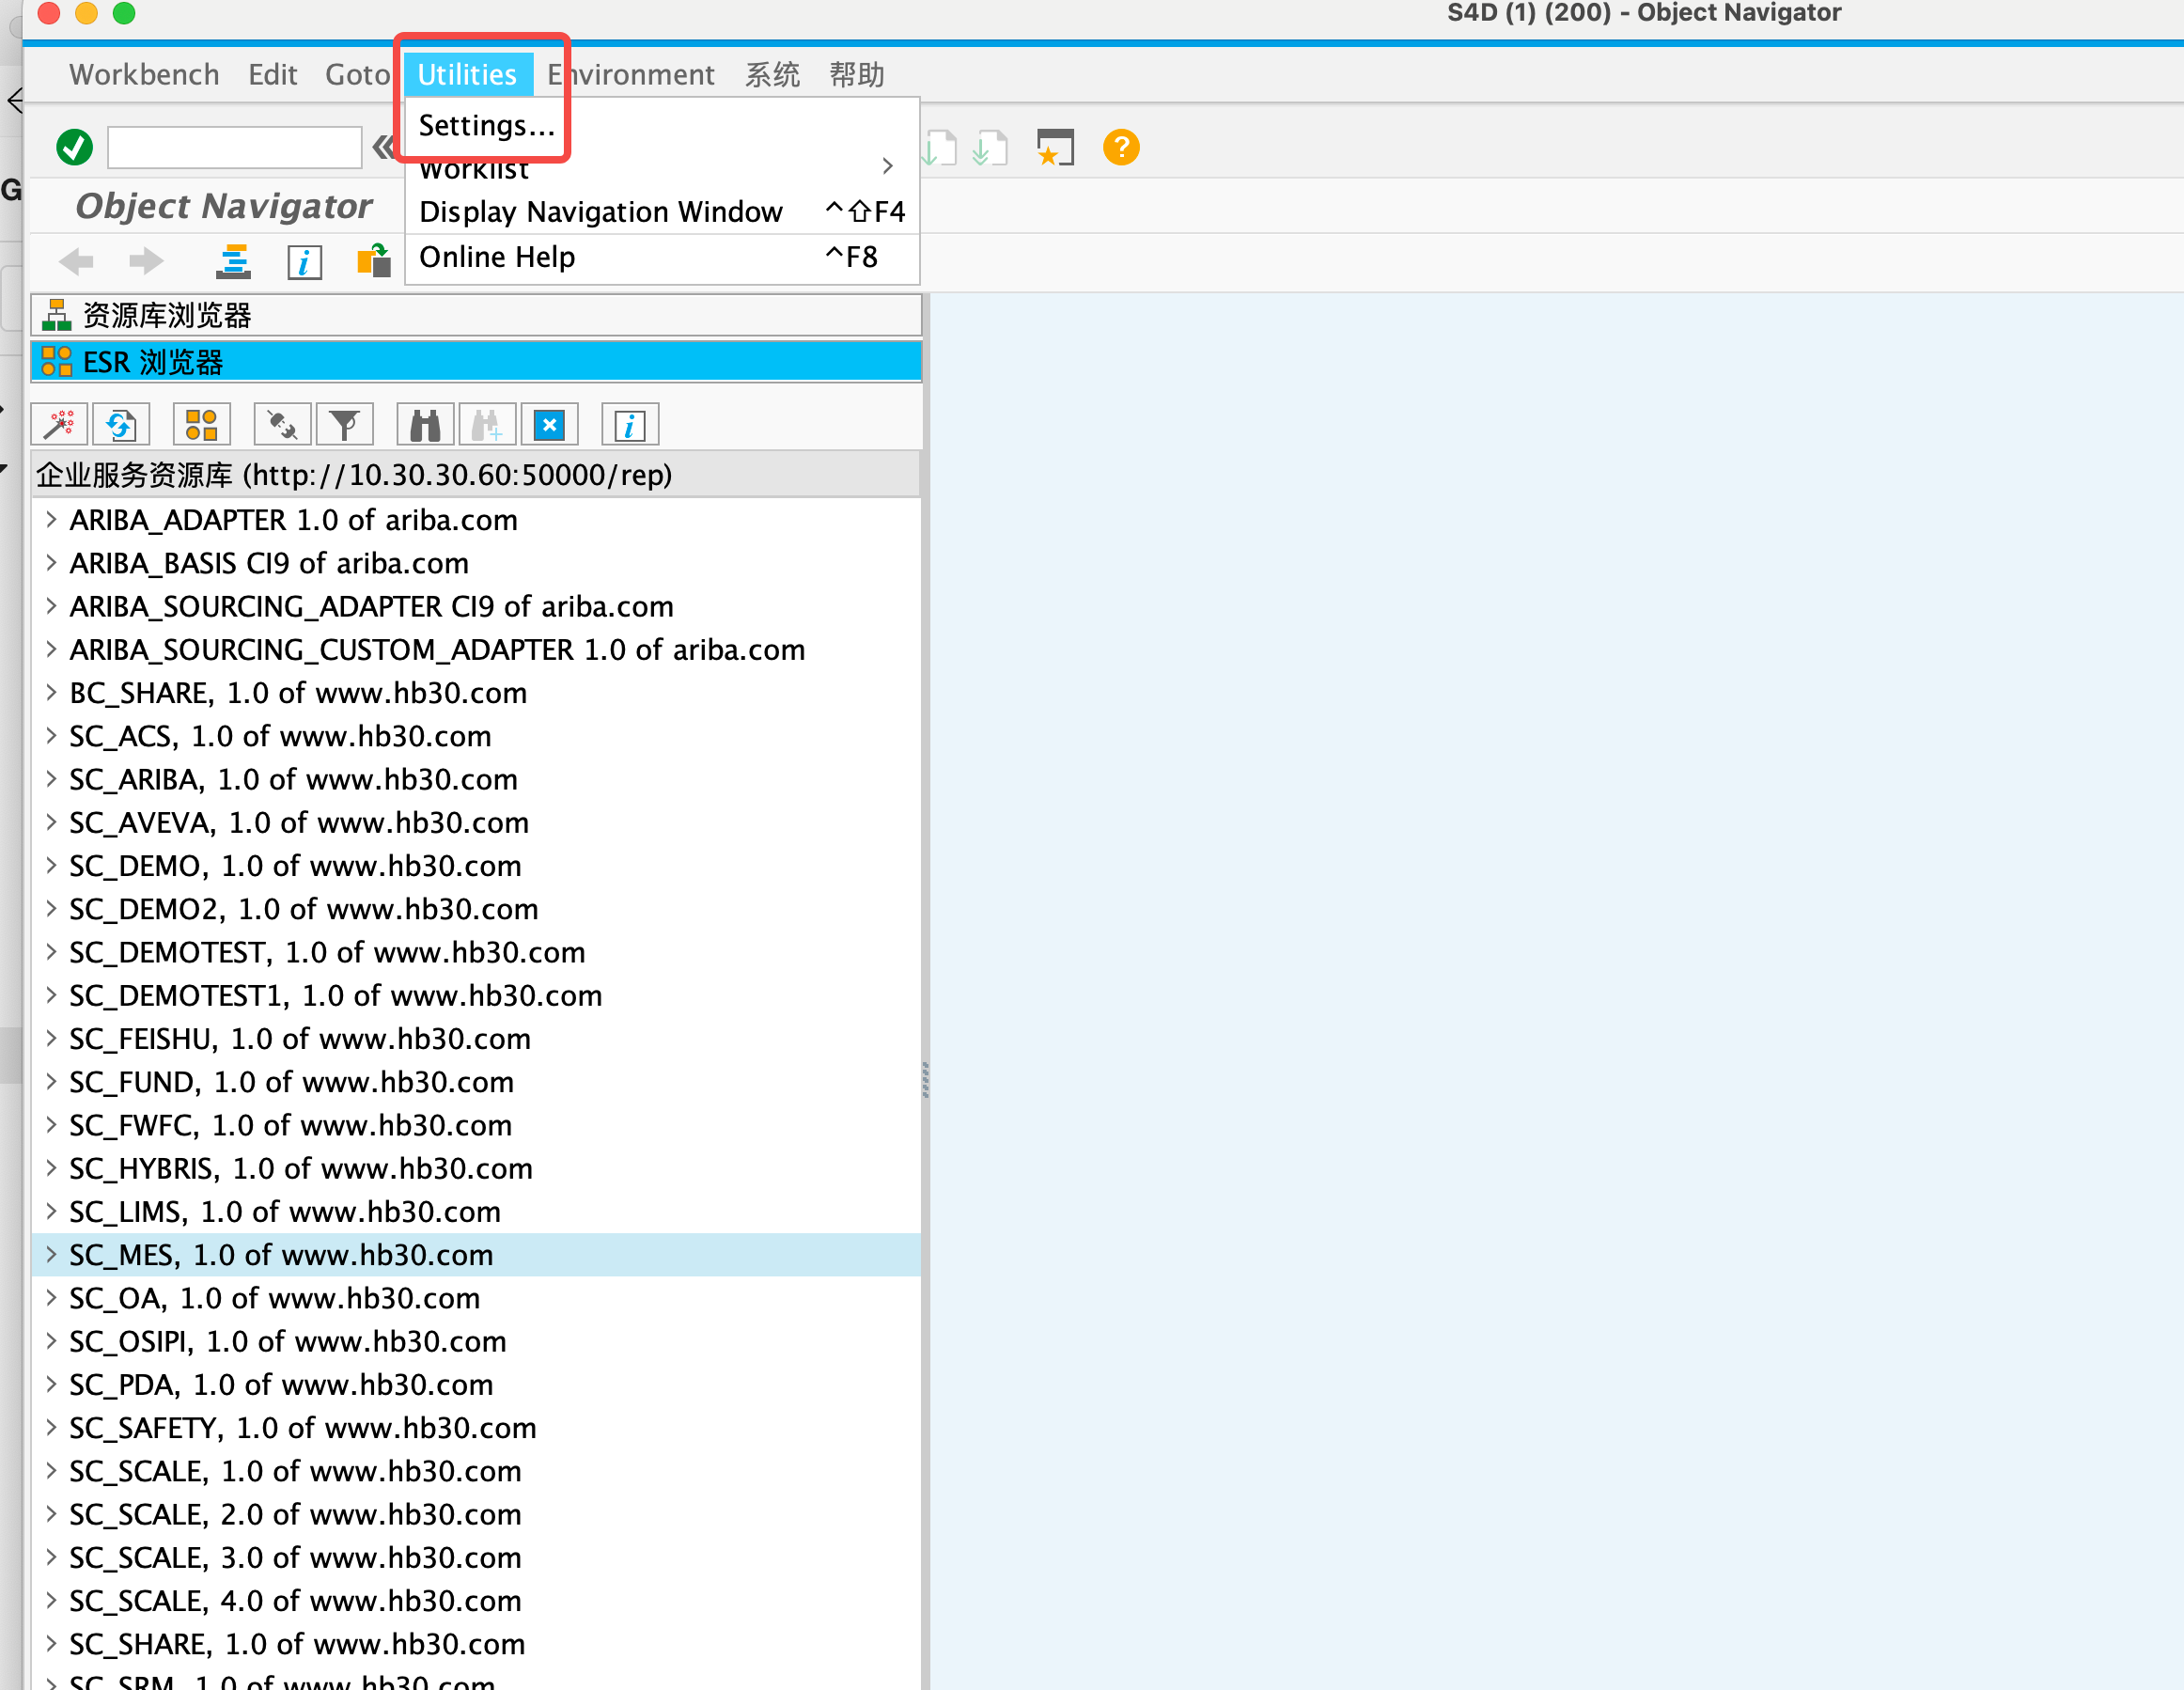 S4D (1) (200) - Object Navigator
Workbench Edit Goto Utilities Environment 系统 帮助
Settings...
Worklist
Object Navigator
Display Navigation Window ^⇧F4
Online Help ^F8
资源库浏览器
ESR 浏览器
企业服务资源库 (http://10.30.30.60:50000/rep)
ARIBA_ADAPTER 1.0 of ariba.com
ARIBA_BASIS CI9 of ariba.com
ARIBA_SOURCING_ADAPTER CI9 of ariba.com
ARIBA_SOURCING_CUSTOM_ADAPTER 1.0 of ariba.com
BC_SHARE, 1.0 of www.hb30.com
SC_ACS, 1.0 of www.hb30.com
SC_ARIBA, 1.0 of www.hb30.com
SC_AVEVA, 1.0 of www.hb30.com
SC_DEMO, 1.0 of www.hb30.com
SC_DEMO2, 1.0 of www.hb30.com
SC_DEMOTEST, 1.0 of www.hb30.com
SC_DEMOTEST1, 1.0 of www.hb30.com
SC_FEISHU, 1.0 of www.hb30.com
SC_FUND, 1.0 of www.hb30.com
SC_FWFC, 1.0 of www.hb30.com
SC_HYBRIS, 1.0 of www.hb30.com
SC_LIMS, 1.0 of www.hb30.com
SC_MES, 1.0 of www.hb30.com
SC_OA, 1.0 of www.hb30.com
SC_OSIPI, 1.0 of www.hb30.com
SC_PDA, 1.0 of www.hb30.com
SC_SAFETY, 1.0 of www.hb30.com
SC_SCALE, 1.0 of www.hb30.com
SC_SCALE, 2.0 of www.hb30.com
SC_SCALE, 3.0 of www.hb30.com
SC_SCALE, 4.0 of www.hb30.com
SC_SHARE, 1.0 of www.hb30.com
SC_SRM, 1.0 of www.hb30.com